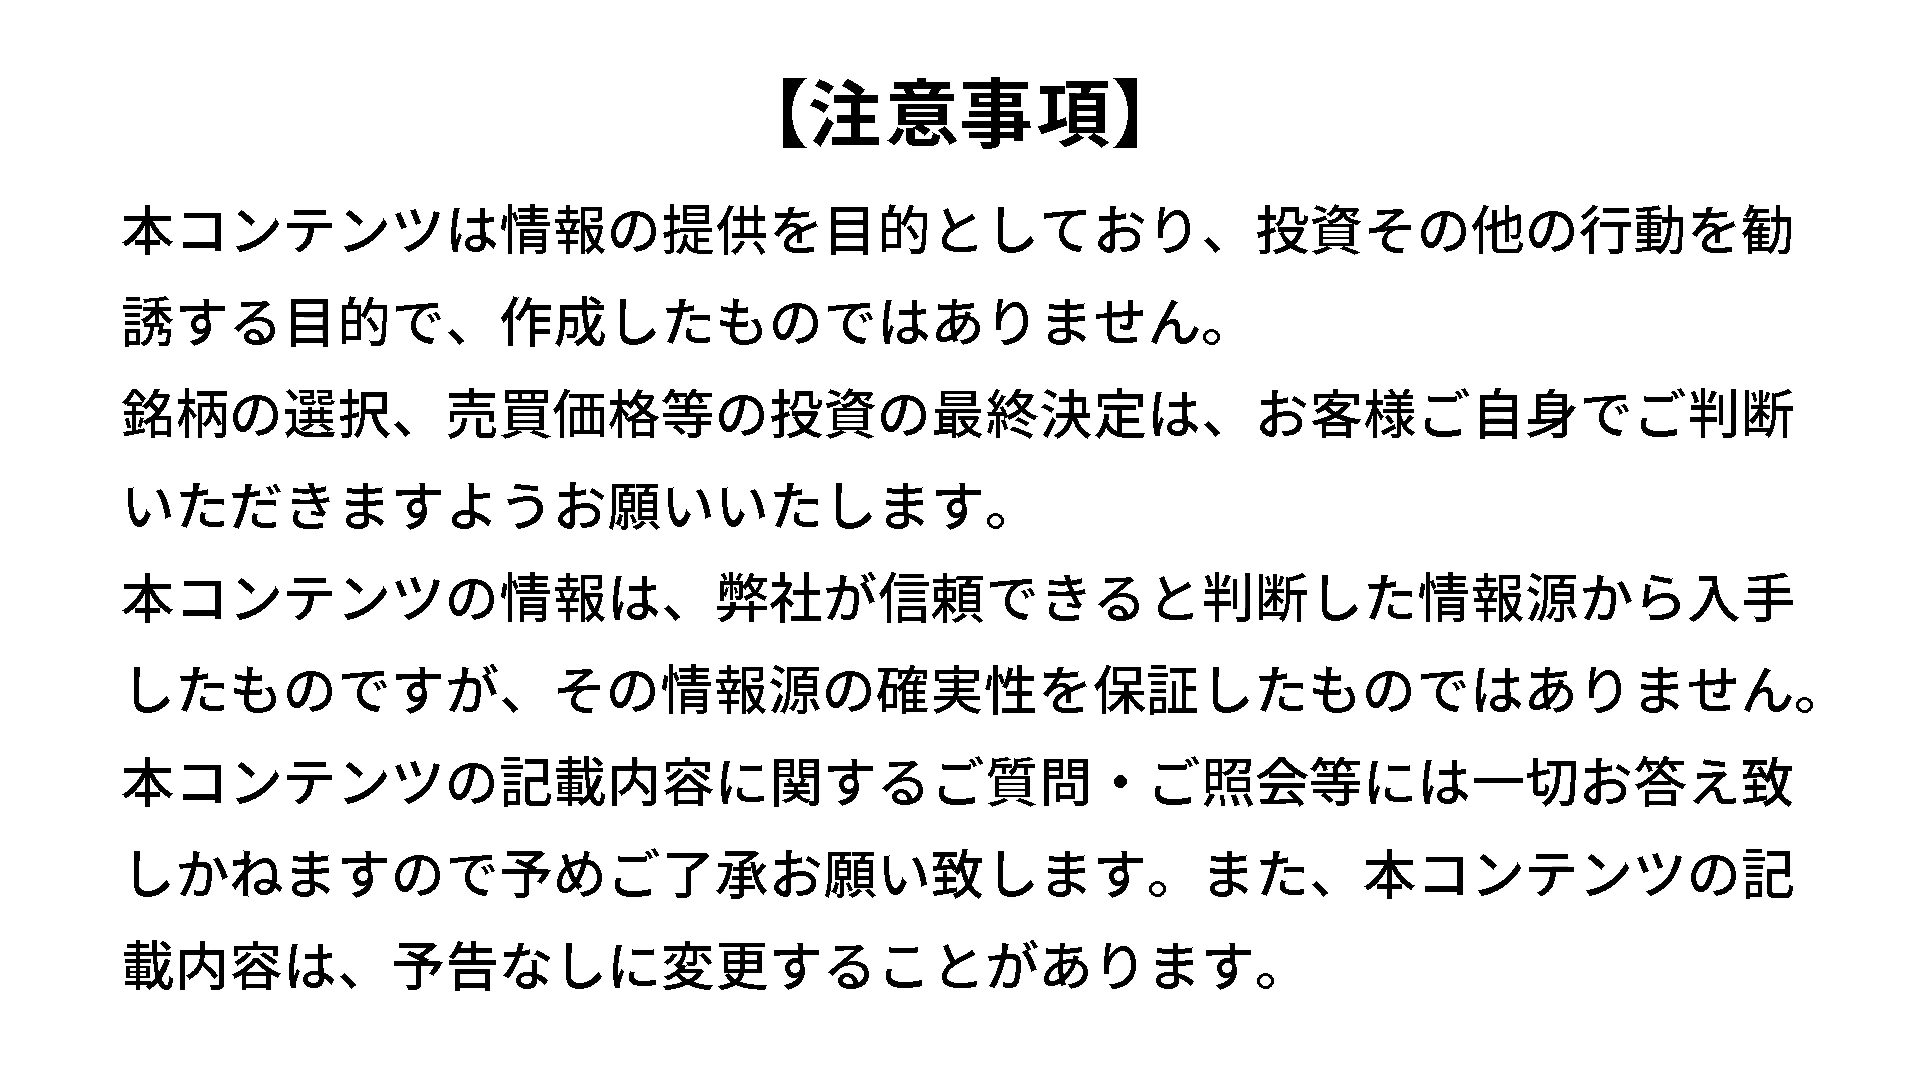 【注意事項】
本コンテンツは情報の提供を目的としており、投資その他の行動を勧
誘する目的で、作成したものではありません。
銘柄の選択、売買価格等の投資の最終決定は、お客様ご自身でご判断
いただきますようお願いいたします。
本コンテンツの情報は、弊社が信頼できると判断した情報源から入手
したものですが、その情報源の確実性を保証したものではありません。
本コンテンツの記載内容に関するご質問・ご照会等には一切お答え致
しかねますので予めご了承お願い致します。また、本コンテンツの記
載内容は、予告なしに変更することがあります。